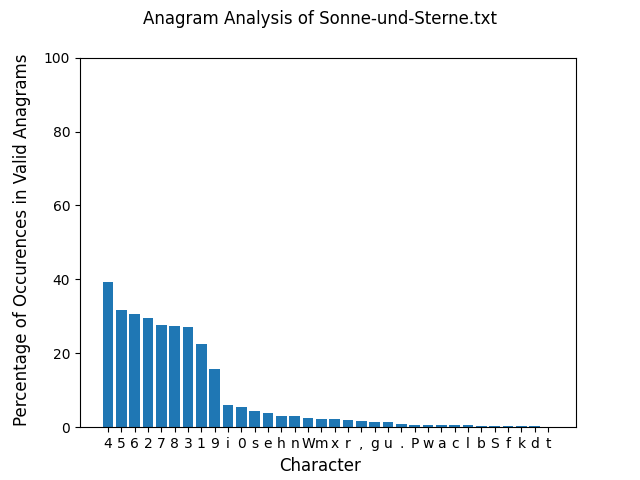 Anagram Analysis of Sonne-und-Sterne.txt
Percentage of Occurences in Valid Anagrams
100
80
60
40
20
0
4 5 6 2 7 8 3 1 9 i 0 s e h n W m x r , g u . P w a c l b S f k d t
Character